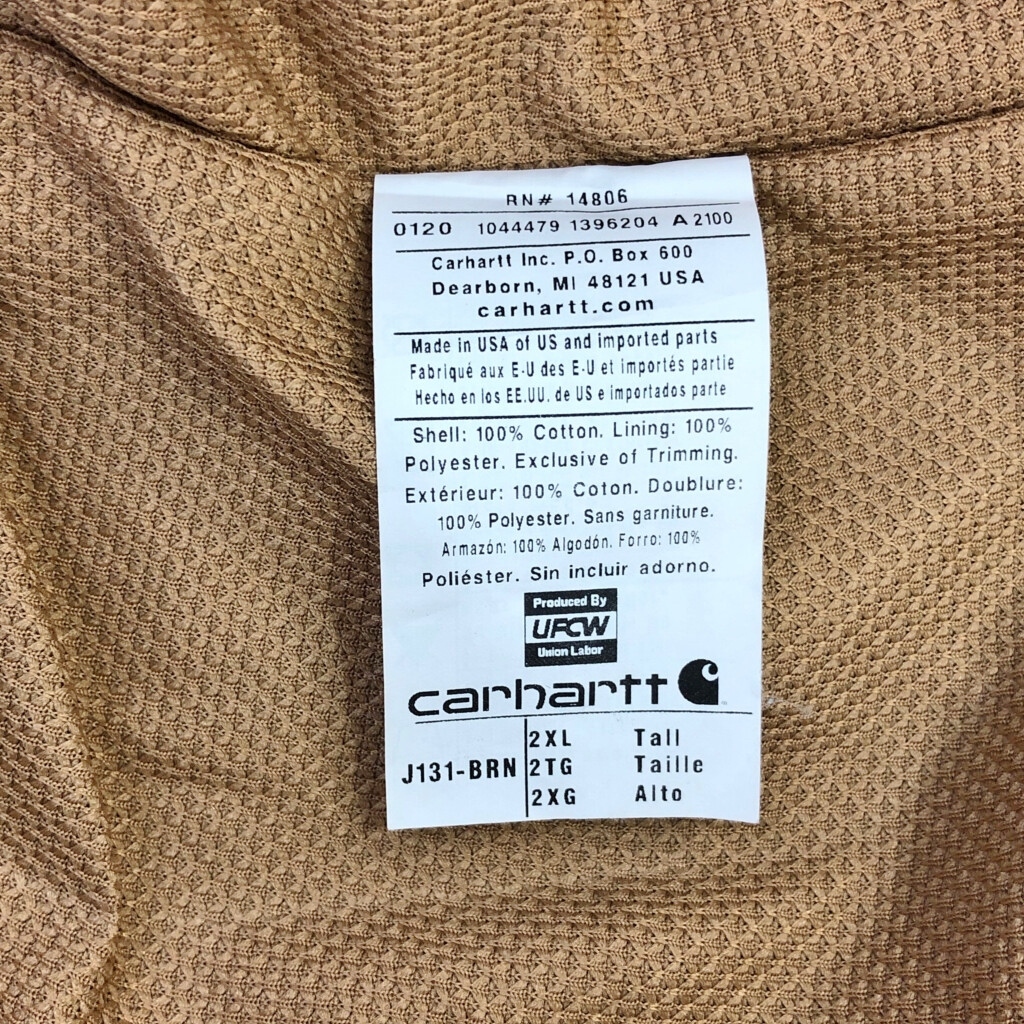 RN# 14806
0120 1044479 1396204 A 2100
Carhartt Inc. P.O. Box 600
Dearborn, MI 48121 USA
carhartt.com
Made in USA of US and imported parts
Fabriqué aux E-U des E-U et importés partie
Hecho en los EE.UU. de US e importados parte
Shell: 100% Cotton. Lining: 100%
Polyester. Exclusive of Trimming.
Extérieur: 100% Coton. Doublure:
100% Polyester. Sans garniture.
Armazón: 100% Algodón. Forro: 100%
Poliéster. Sin incluir adorno.
Produced By
UFCW
Union Labor
carhartt
J131-BRN
2XL Tall
2TG Taille
2XG Alto